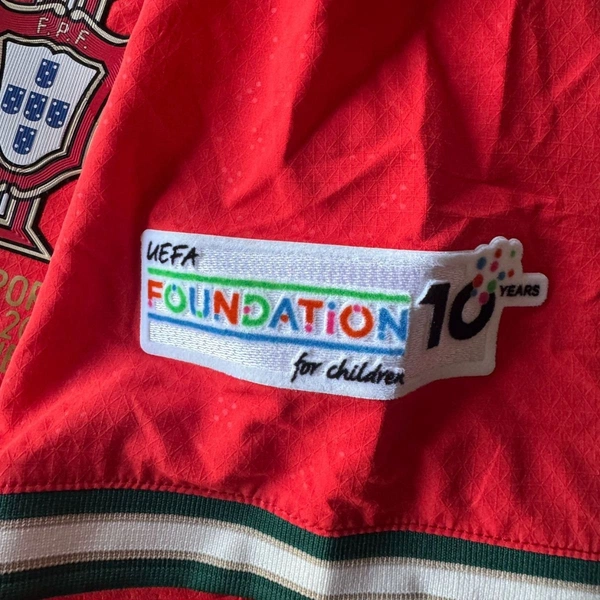 F.P.F.
UEFA
FOUNDATION
for children
10 YEARS